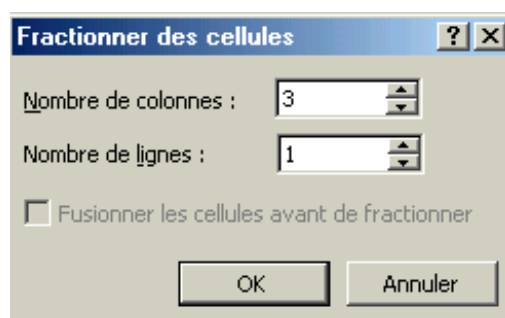 Fractionner des cellules ? X
Nombre de colonnes : 3
Nombre de lignes : 1
Fusionner les cellules avant de fractionner
OK Annuler